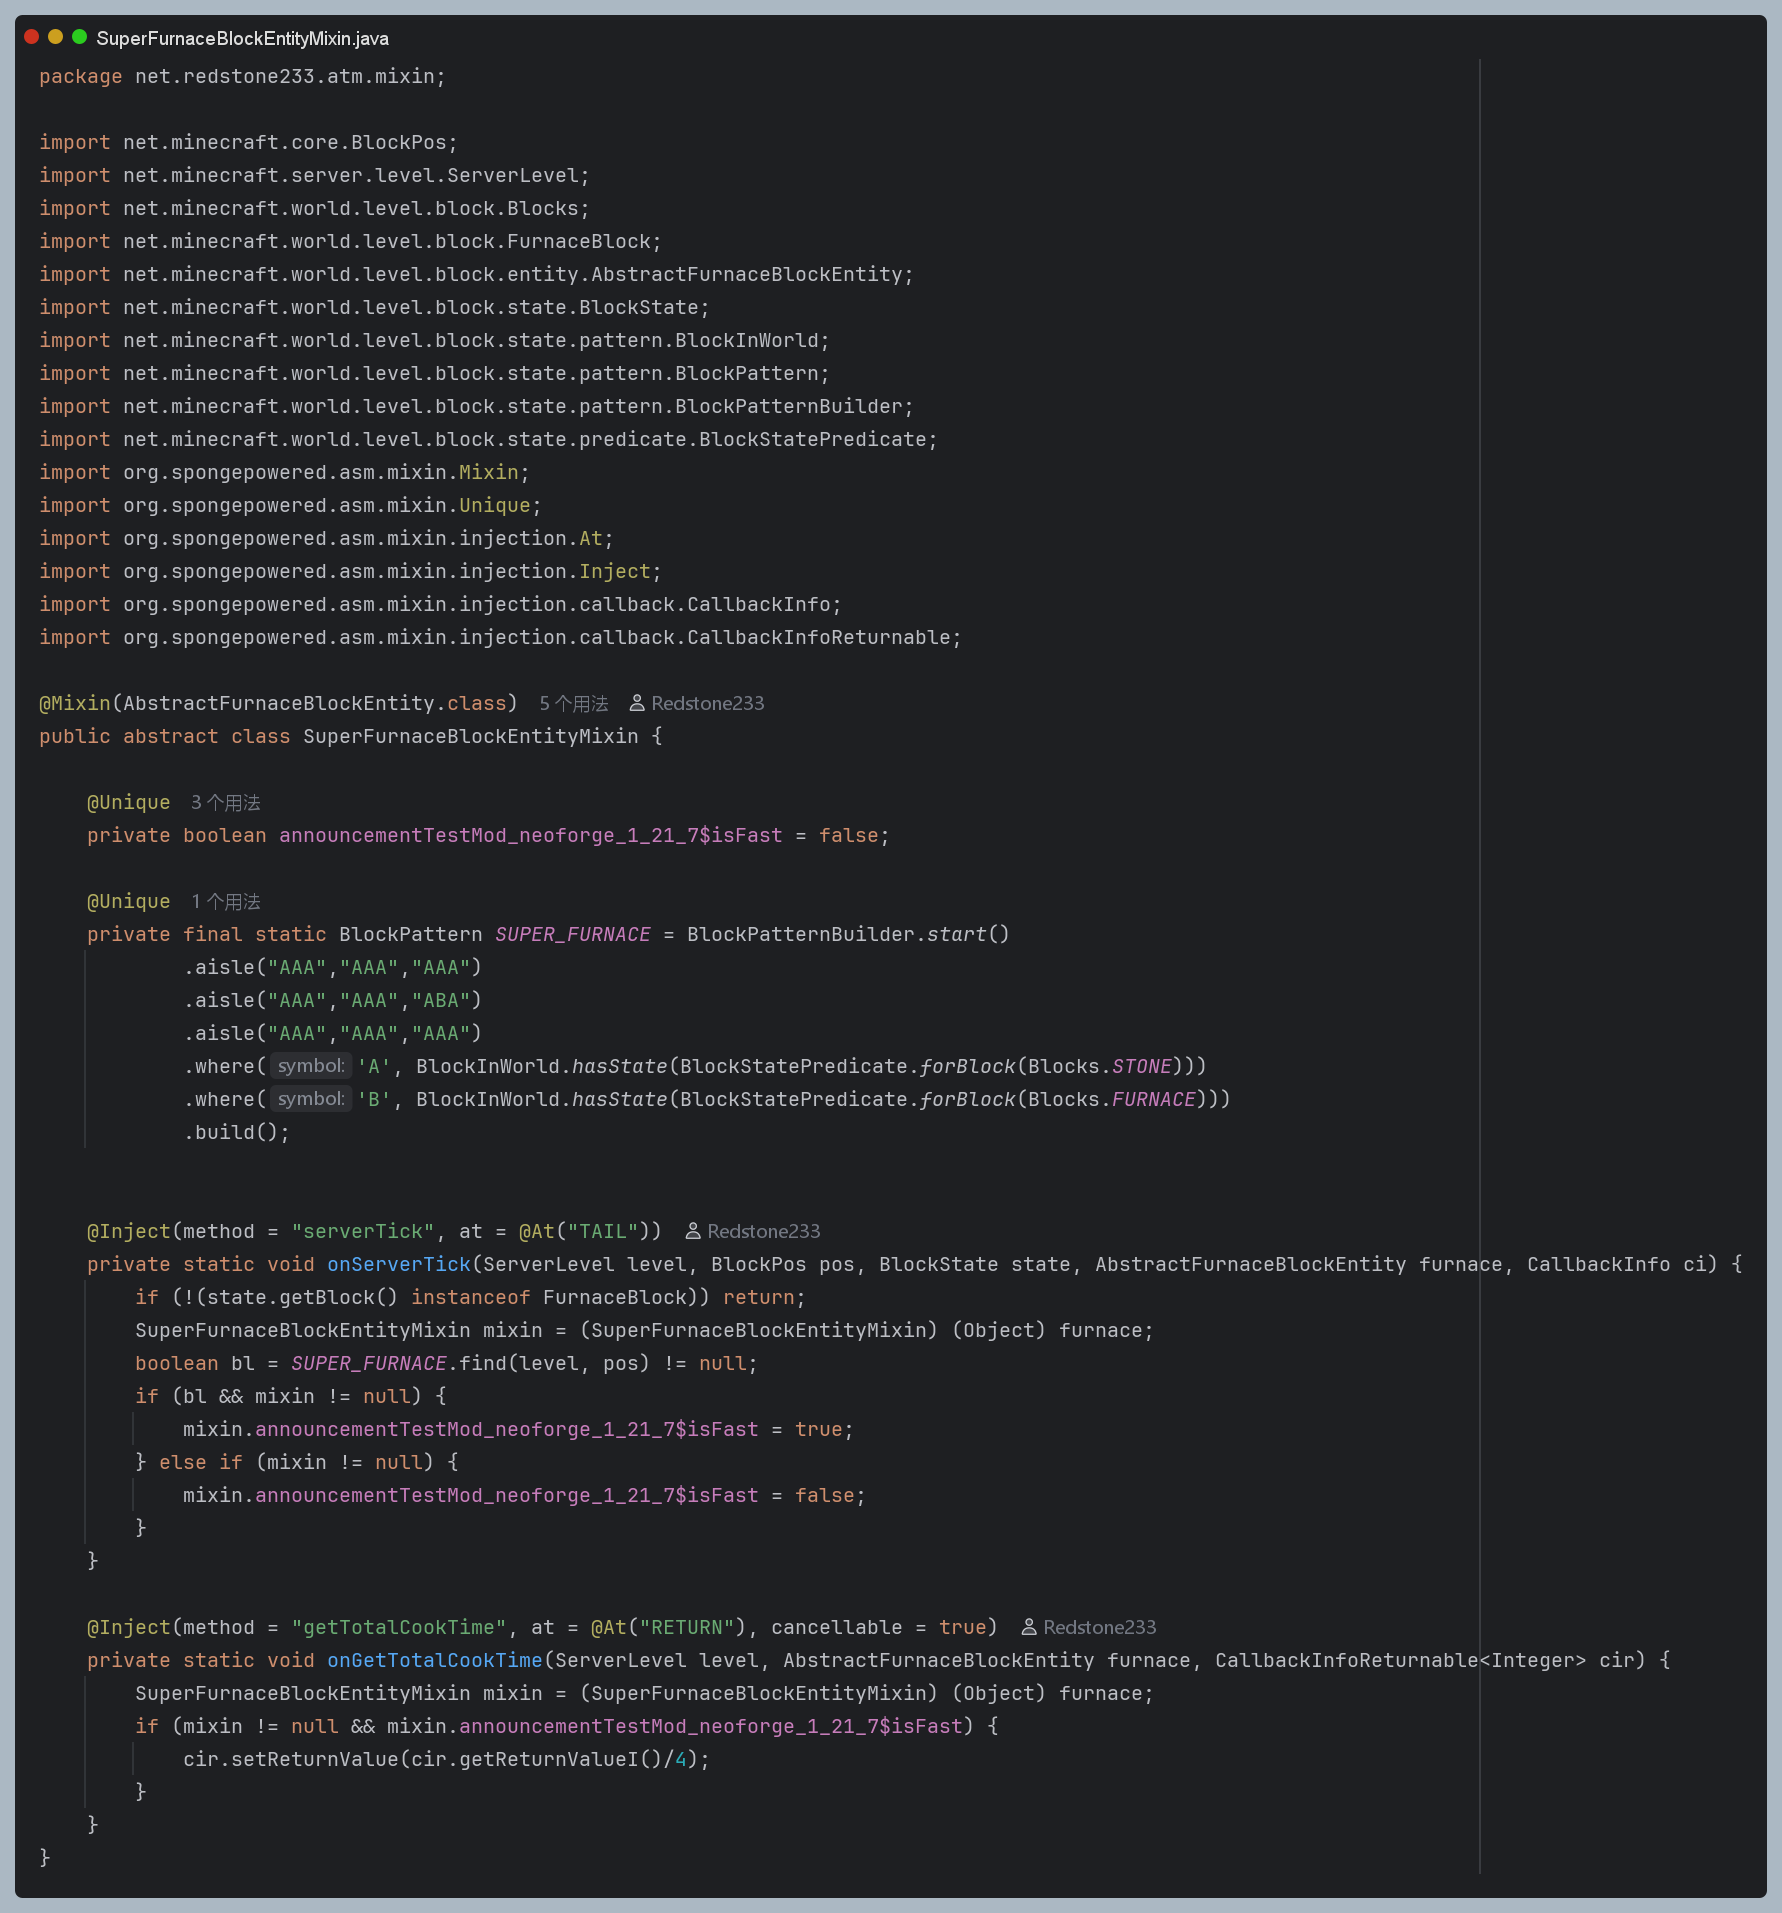 SuperFurnaceBlockEntityMixin.java
package net.redstone233.atm.mixin;
import net.minecraft.core.BlockPos;
import net.minecraft.server.level.ServerLevel;
import net.minecraft.world.level.block.Blocks;
import net.minecraft.world.level.block.FurnaceBlock;
import net.minecraft.world.level.block.entity.AbstractFurnaceBlockEntity;
import net.minecraft.world.level.block.state.BlockState;
import net.minecraft.world.level.block.state.pattern.BlockInWorld;
import net.minecraft.world.level.block.state.pattern.BlockPattern;
import net.minecraft.world.level.block.state.pattern.BlockPatternBuilder;
import net.minecraft.world.level.block.state.predicate.BlockStatePredicate;
import org.spongepowered.asm.mixin.Mixin;
import org.spongepowered.asm.mixin.Unique;
import org.spongepowered.asm.mixin.injection.At;
import org.spongepowered.asm.mixin.injection.Inject;
import org.spongepowered.asm.mixin.injection.callback.CallbackInfo;
import org.spongepowered.asm.mixin.injection.callback.CallbackInfoReturnable;
@Mixin(AbstractFurnaceBlockEntity.class) 5 个用法 Redstone233
public abstract class SuperFurnaceBlockEntityMixin {
@Unique 3 个用法
private boolean announcementTestMod_neoforge_1_21_7$isFast = false;
@Unique 1 个用法
private final static BlockPattern SUPER_FURNACE = BlockPatternBuilder.start()
.aisle("AAA","AAA","AAA")
.aisle("AAA","AAA","ABA")
.aisle("AAA","AAA","AAA")
.where( symbol: 'A', BlockInWorld.hasState(BlockStatePredicate.forBlock(Blocks.STONE)))
.where( symbol: 'B', BlockInWorld.hasState(BlockStatePredicate.forBlock(Blocks.FURNACE)))
.build();
@Inject(method = "serverTick", at = @At("TAIL")) Redstone233
private static void onServerTick(ServerLevel level, BlockPos pos, BlockState state, AbstractFurnaceBlockEntity furnace, CallbackInfo ci) {
if (!(state.getBlock() instanceof FurnaceBlock)) return;
SuperFurnaceBlockEntityMixin mixin = (SuperFurnaceBlockEntityMixin) (Object) furnace;
boolean bl = SUPER_FURNACE.find(level, pos) != null;
if (bl && mixin != null) {
mixin.announcementTestMod_neoforge_1_21_7$isFast = true;
} else if (mixin != null) {
mixin.announcementTestMod_neoforge_1_21_7$isFast = false;
}
}
@Inject(method = "getTotalCookTime", at = @At("RETURN"), cancellable = true) Redstone233
private static void onGetTotalCookTime(ServerLevel level, AbstractFurnaceBlockEntity furnace, CallbackInfoReturnable<Integer> cir) {
SuperFurnaceBlockEntityMixin mixin = (SuperFurnaceBlockEntityMixin) (Object) furnace;
if (mixin != null && mixin.announcementTestMod_neoforge_1_21_7$isFast) {
cir.setReturnValue(cir.getReturnValueI()/4);
}
}
}